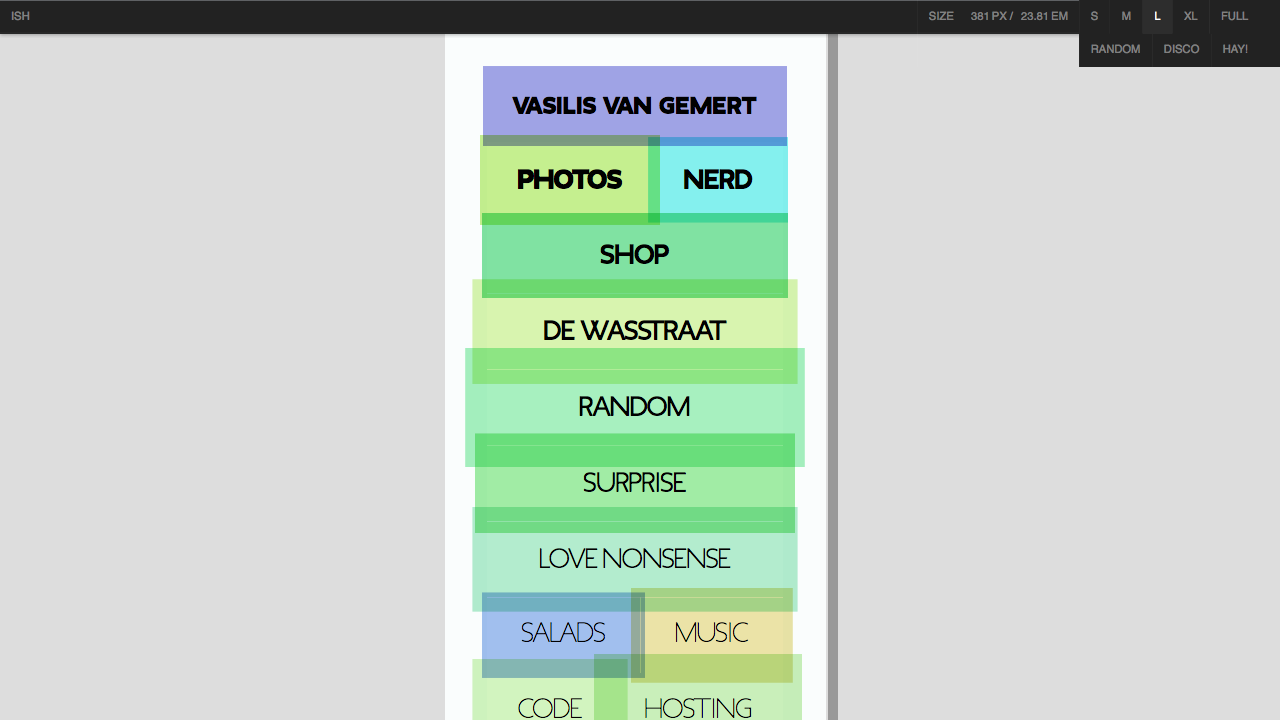 ISH SIZE 381 PX / 23.81 EM S M L XL FULL
RANDOM DISCO HAY!
VASILIS VAN GEMERT
PHOTOS NERD
SHOP
DE WASSTRAAT
RANDOM
SURPRISE
LOVE NONSENSE
SALADS MUSIC
CODE HOSTING